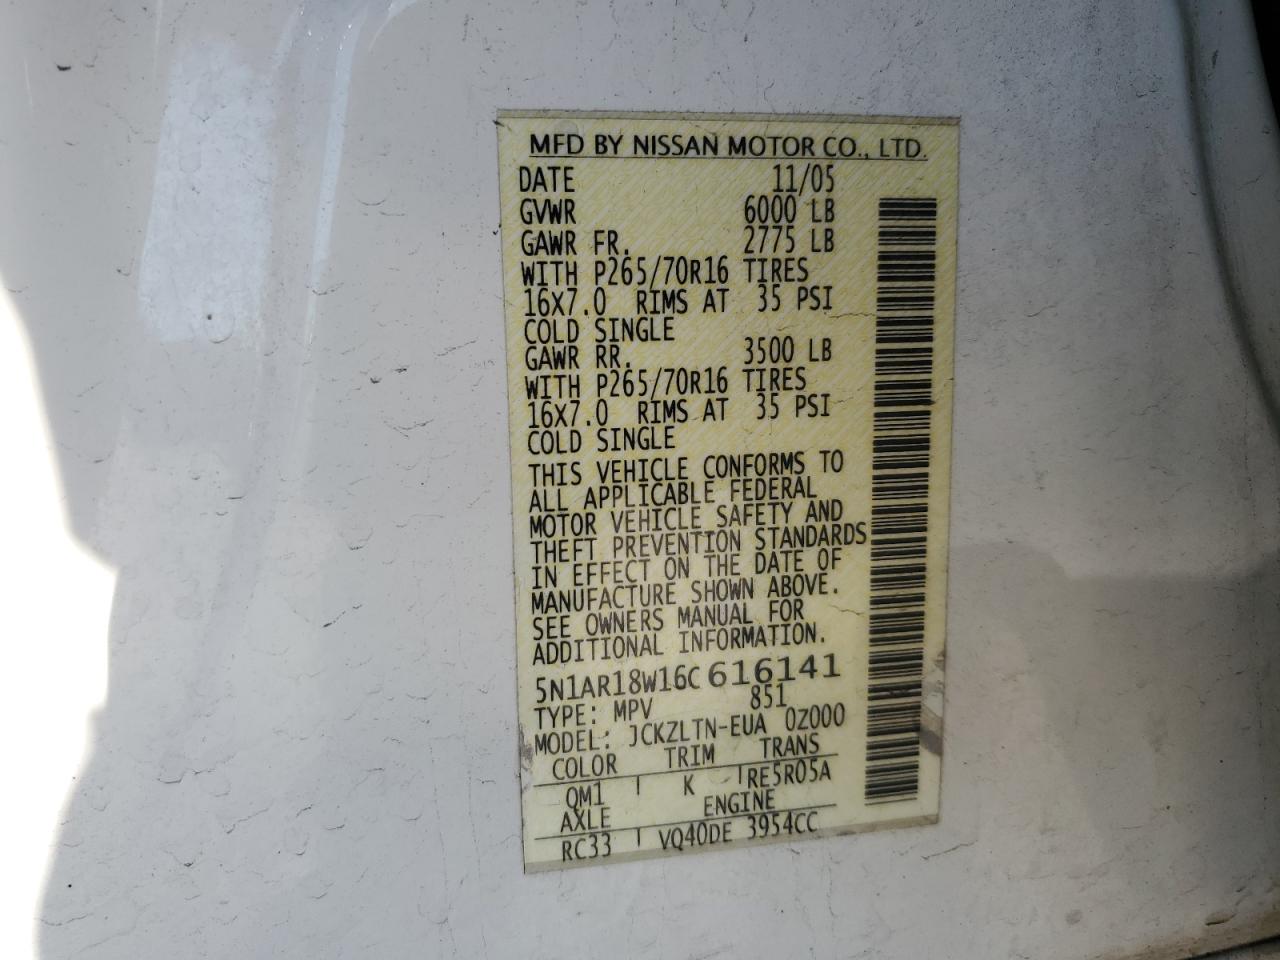 MFD BY NISSAN MOTOR CO., LTD.
DATE 11/05
GVWR 6000 LB
GAWR FR. 2775 LB
WITH P265/70R16 TIRES
16X7.0 RIMS AT 35 PSI
COLD SINGLE
GAWR RR. 3500 LB
WITH P265/70R16 TIRES
16X7.0 RIMS AT 35 PSI
COLD SINGLE
THIS VEHICLE CONFORMS TO
ALL APPLICABLE FEDERAL
MOTOR VEHICLE SAFETY AND
THEFT PREVENTION STANDARDS
IN EFFECT ON THE DATE OF
MANUFACTURE SHOWN ABOVE.
SEE OWNERS MANUAL FOR
ADDITIONAL INFORMATION.
5N1AR18W16C616141
TYPE: MPV 851
MODEL: JCKZLTN-EUA 0Z000
COLOR TRIM TRANS
QM1 K RE5R05A
AXLE ENGINE
RC33 VQ40DE 3954CC